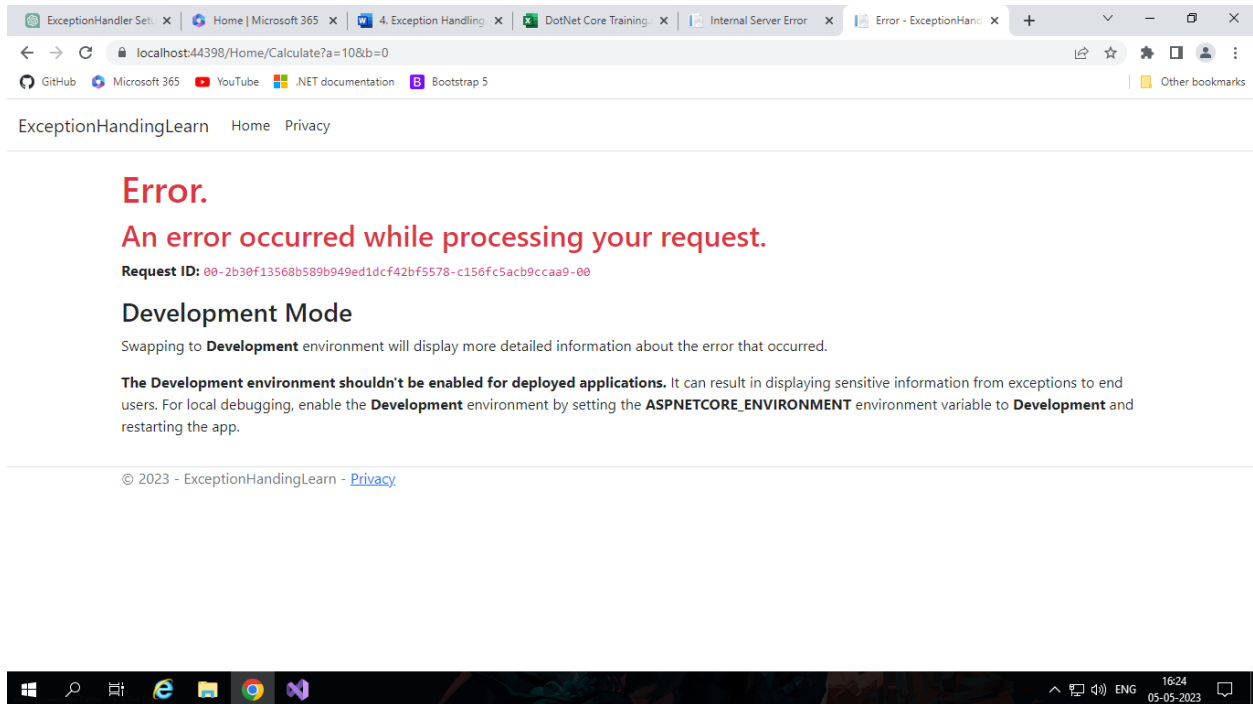 ExceptionHandler Setu
Home | Microsoft 365
4. Exception Handling
DotNet Core Training.
Internal Server Error
Error - ExceptionHand
localhost:44398/Home/Calculate?a=10&b=0
GitHub
Microsoft 365
YouTube
.NET documentation
B Bootstrap 5
Other bookmarks
ExceptionHandingLearn Home Privacy
Error.
An error occurred while processing your request.
Request ID: 00-2b30f13568b589b949ed1dcf42bf5578-c156fc5acb9ccaa9-00
Development Mode
Swapping to Development environment will display more detailed information about the error that occurred.
The Development environment shouldn't be enabled for deployed applications. It can result in displaying sensitive information from exceptions to end
users. For local debugging, enable the Development environment by setting the ASPNETCORE_ENVIRONMENT environment variable to Development and
restarting the app.
© 2023 - ExceptionHandingLearn - Privacy
ENG
16:24
05-05-2023